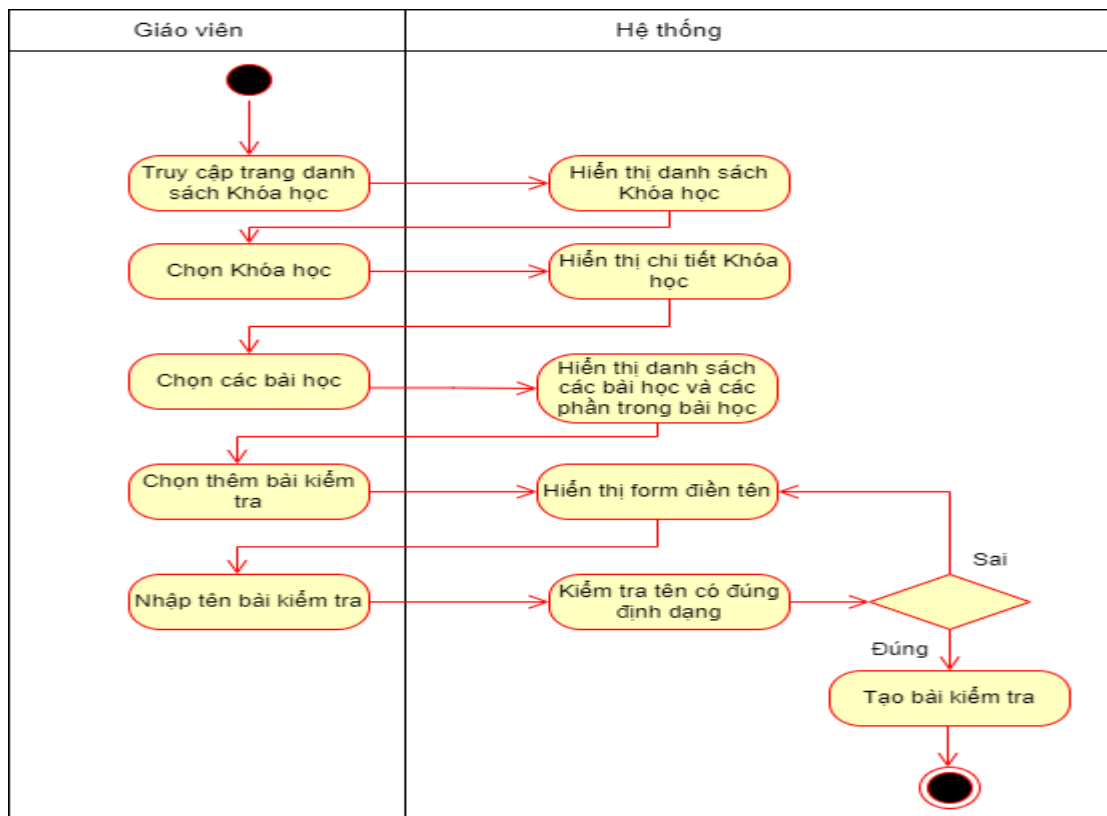 Giáo viên
Hệ thống
Truy cập trang danh
sách Khóa học
Hiển thị danh sách
Khóa học
Chọn Khóa học
Hiển thị chi tiết Khóa
học
Chọn các bài học
Hiển thị danh sách
các bài học và các
phần trong bài học
Chọn thêm bài kiểm
tra
Hiển thị form điền tên
Sai
Nhập tên bài kiểm tra
Kiểm tra tên có đúng
định dạng
Đúng
Tạo bài kiểm tra